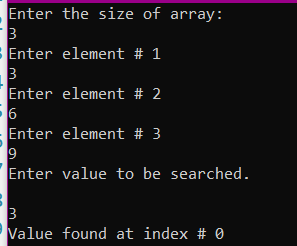 Enter the size of array:
3
Enter element # 1
3
Enter element # 2
6
Enter element # 3
9
Enter value to be searched.
3
Value found at index # 0